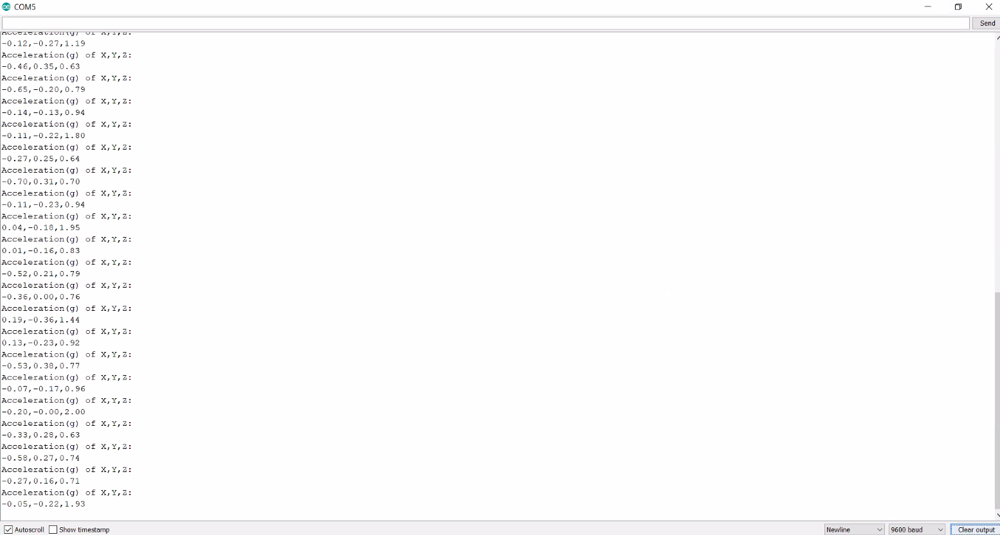 COM5
Send
Acceleration(g) of X,Y,Z:
-0.12,-0.27,1.19
Acceleration(g) of X,Y,Z:
-0.46,0.35,0.63
Acceleration(g) of X,Y,Z:
-0.65,-0.20,0.79
Acceleration(g) of X,Y,Z:
-0.14,-0.13,0.94
Acceleration(g) of X,Y,Z:
-0.11,-0.22,1.80
Acceleration(g) of X,Y,Z:
-0.27,0.25,0.64
Acceleration(g) of X,Y,Z:
-0.70,0.31,0.70
Acceleration(g) of X,Y,Z:
-0.11,-0.23,0.94
Acceleration(g) of X,Y,Z:
0.04,-0.18,1.95
Acceleration(g) of X,Y,Z:
0.01,-0.16,0.83
Acceleration(g) of X,Y,Z:
-0.52,0.21,0.79
Acceleration(g) of X,Y,Z:
-0.36,0.00,0.76
Acceleration(g) of X,Y,Z:
0.19,-0.36,1.44
Acceleration(g) of X,Y,Z:
0.13,-0.23,0.92
Acceleration(g) of X,Y,Z:
-0.53,0.38,0.77
Acceleration(g) of X,Y,Z:
-0.07,-0.17,0.96
Acceleration(g) of X,Y,Z:
-0.20,-0.00,2.00
Acceleration(g) of X,Y,Z:
-0.33,0.28,0.63
Acceleration(g) of X,Y,Z:
-0.58,0.27,0.74
Acceleration(g) of X,Y,Z:
-0.27,0.16,0.71
Acceleration(g) of X,Y,Z:
-0.05,-0.22,1.93
Autoscroll Show timestamp Newline 9600 baud Clear output